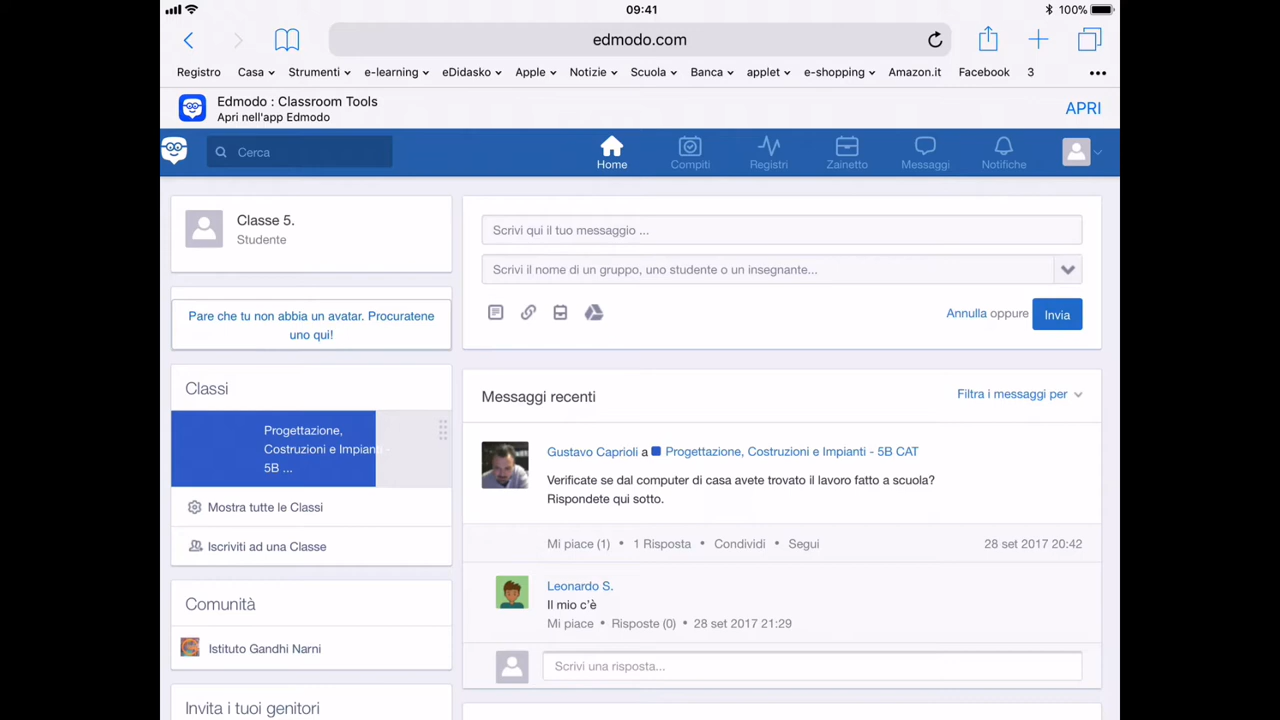 09:41
100%
edmodo.com
Registro Casa Strumenti e-learning eDidasko Apple Notizie Scuola Banca applet e-shopping Amazon.it Facebook 3
Edmodo : Classroom Tools
Apri nell'app Edmodo
APRI
Cerca
Home Compiti Registri Zainetto Messaggi Notifiche
Classe 5.
Studente
Pare che tu non abbia un avatar. Procuratene
uno qui!
Classi
Progettazione,
Costruzioni e Impianti -
5B ...
Mostra tutte le Classi
Iscriviti ad una Classe
Comunità
Istituto Gandhi Narni
Invita i tuoi genitori
Scrivi qui il tuo messaggio ...
Scrivi il nome di un gruppo, uno studente o un insegnante...
Annulla oppure Invia
Messaggi recenti
Filtra i messaggi per
Gustavo Caprioli a Progettazione, Costruzioni e Impianti - 5B CAT
Verificate se dal computer di casa avete trovato il lavoro fatto a scuola?
Rispondete qui sotto.
Mi piace (1) • 1 Risposta • Condividi • Segui 28 set 2017 20:42
Leonardo S.
Il mio c'è
Mi piace • Risposte (0) • 28 set 2017 21:29
Scrivi una risposta...